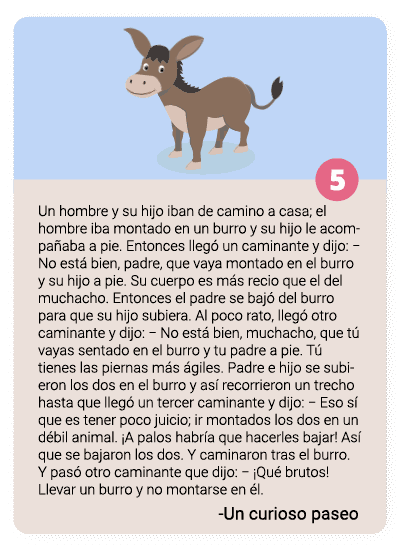 5
Un hombre y su hijo iban de camino a casa; el
hombre iba montado en un burro y su hijo le acom-
pañaba a pie. Entonces llegó un caminante y dijo: –
No está bien, padre, que vaya montado en el burro
y su hijo a pie. Su cuerpo es más recio que el del
muchacho. Entonces el padre se bajó del burro
para que su hijo subiera. Al poco rato, llegó otro
caminante y dijo: – No está bien, muchacho, que tú
vayas sentado en el burro y tu padre a pie. Tú
tienes las piernas más ágiles. Padre e hijo se subi-
eron los dos en el burro y así recorrieron un trecho
hasta que llegó un tercer caminante y dijo: – Eso sí
que es tener poco juicio; ir montados los dos en un
débil animal. ¡A palos habría que hacerles bajar! Así
que se bajaron los dos. Y caminaron tras el burro.
Y pasó otro caminante que dijo: – ¡Qué brutos!
Llevar un burro y no montarse en él.
-Un curioso paseo